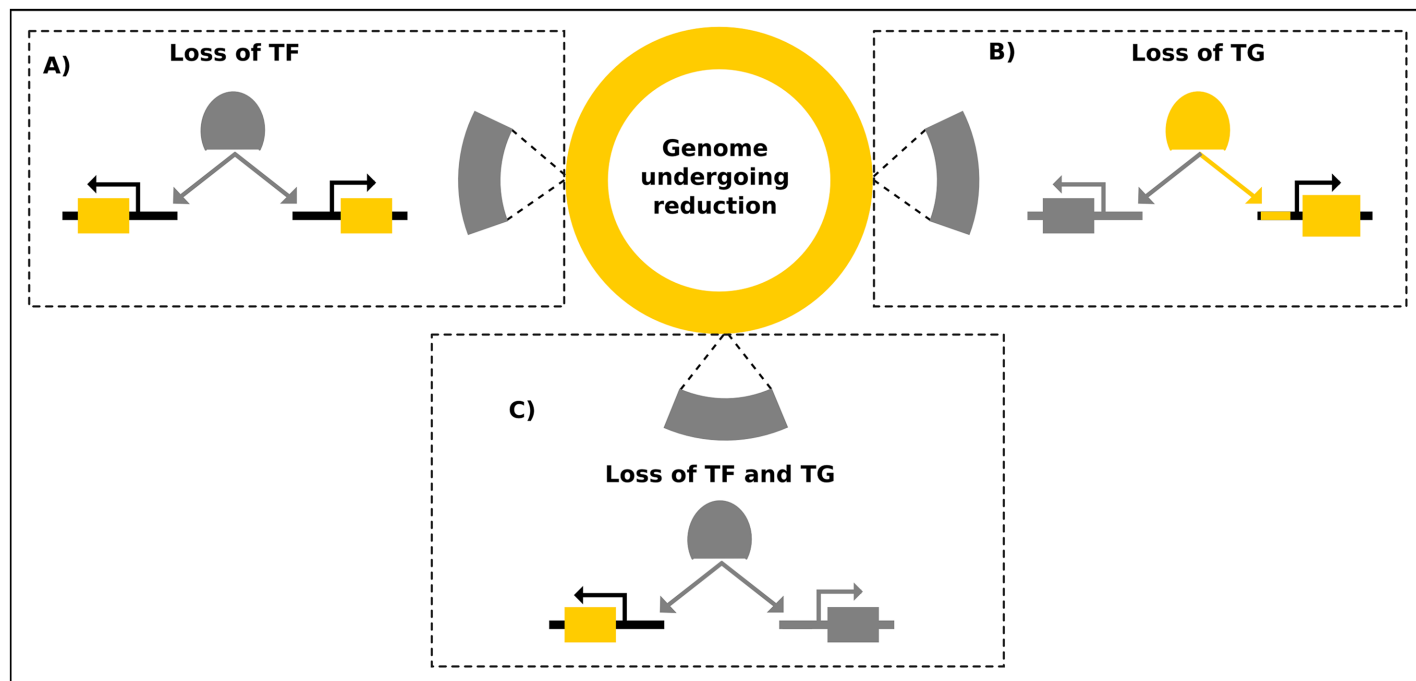 A)
Loss of TF
Genome
undergoing
reduction
B)
Loss of TG
C)
Loss of TF and TG